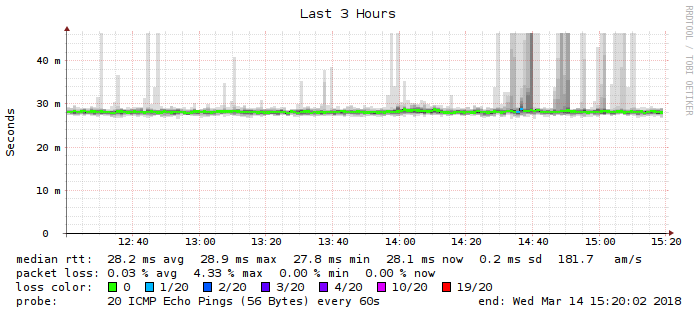 Last 3 Hours
RRDTOOL / TOBI OETIKER
Seconds
40 m
30 m
20 m
10 m
0
12:40 13:00 13:20 13:40 14:00 14:20 14:40 15:00 15:20
median rtt: 28.2 ms avg 28.9 ms max 27.8 ms min 28.1 ms now 0.2 ms sd 181.7 am/s
packet loss: 0.03 % avg 4.33 % max 0.00 % min 0.00 % now
loss color: 0 1/20 2/20 3/20 4/20 10/20 19/20
probe: 20 ICMP Echo Pings (56 Bytes) every 60s end: Wed Mar 14 15:20:02 2018